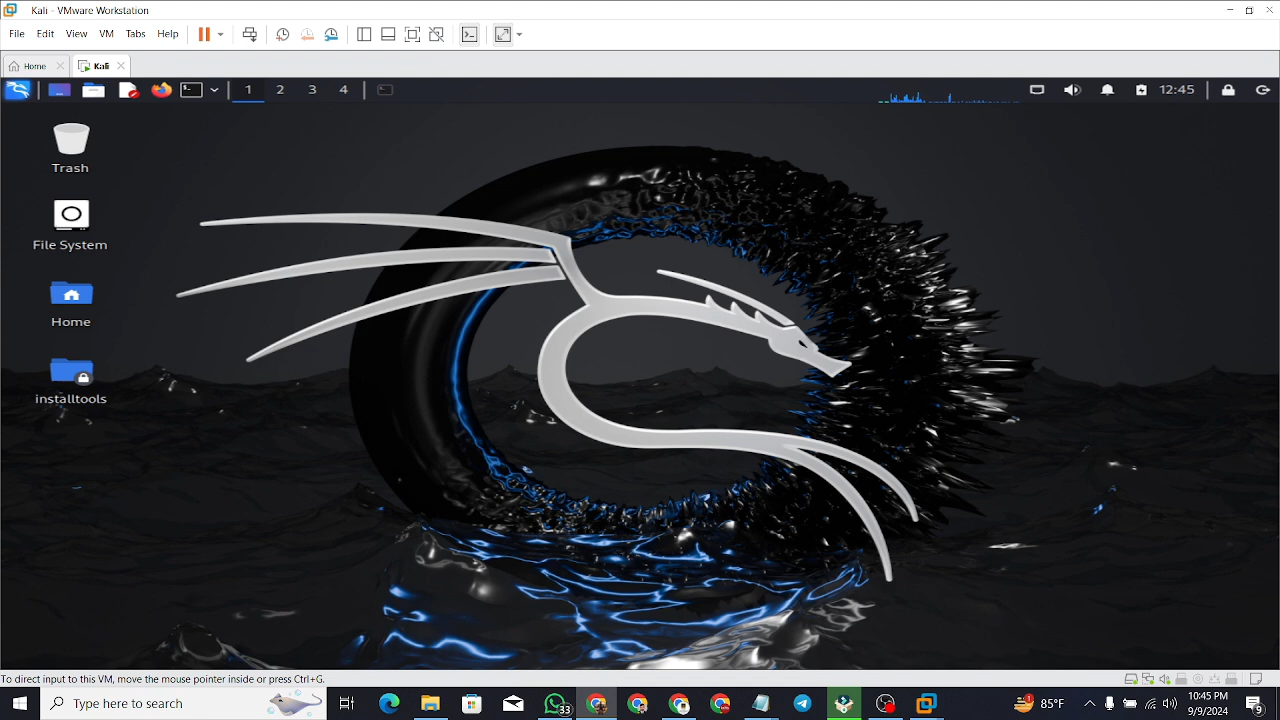 Kali - VMware Workstation
File Edit View VM Tabs Help
Home Kali
1 2 3 4 12:45
Trash
File System
Home
installtools
To direct input to this VM, move the mouse pointer inside or press Ctrl+G.
Type here to search 33 1 85°F 10:45 PM
9/9/2024 8